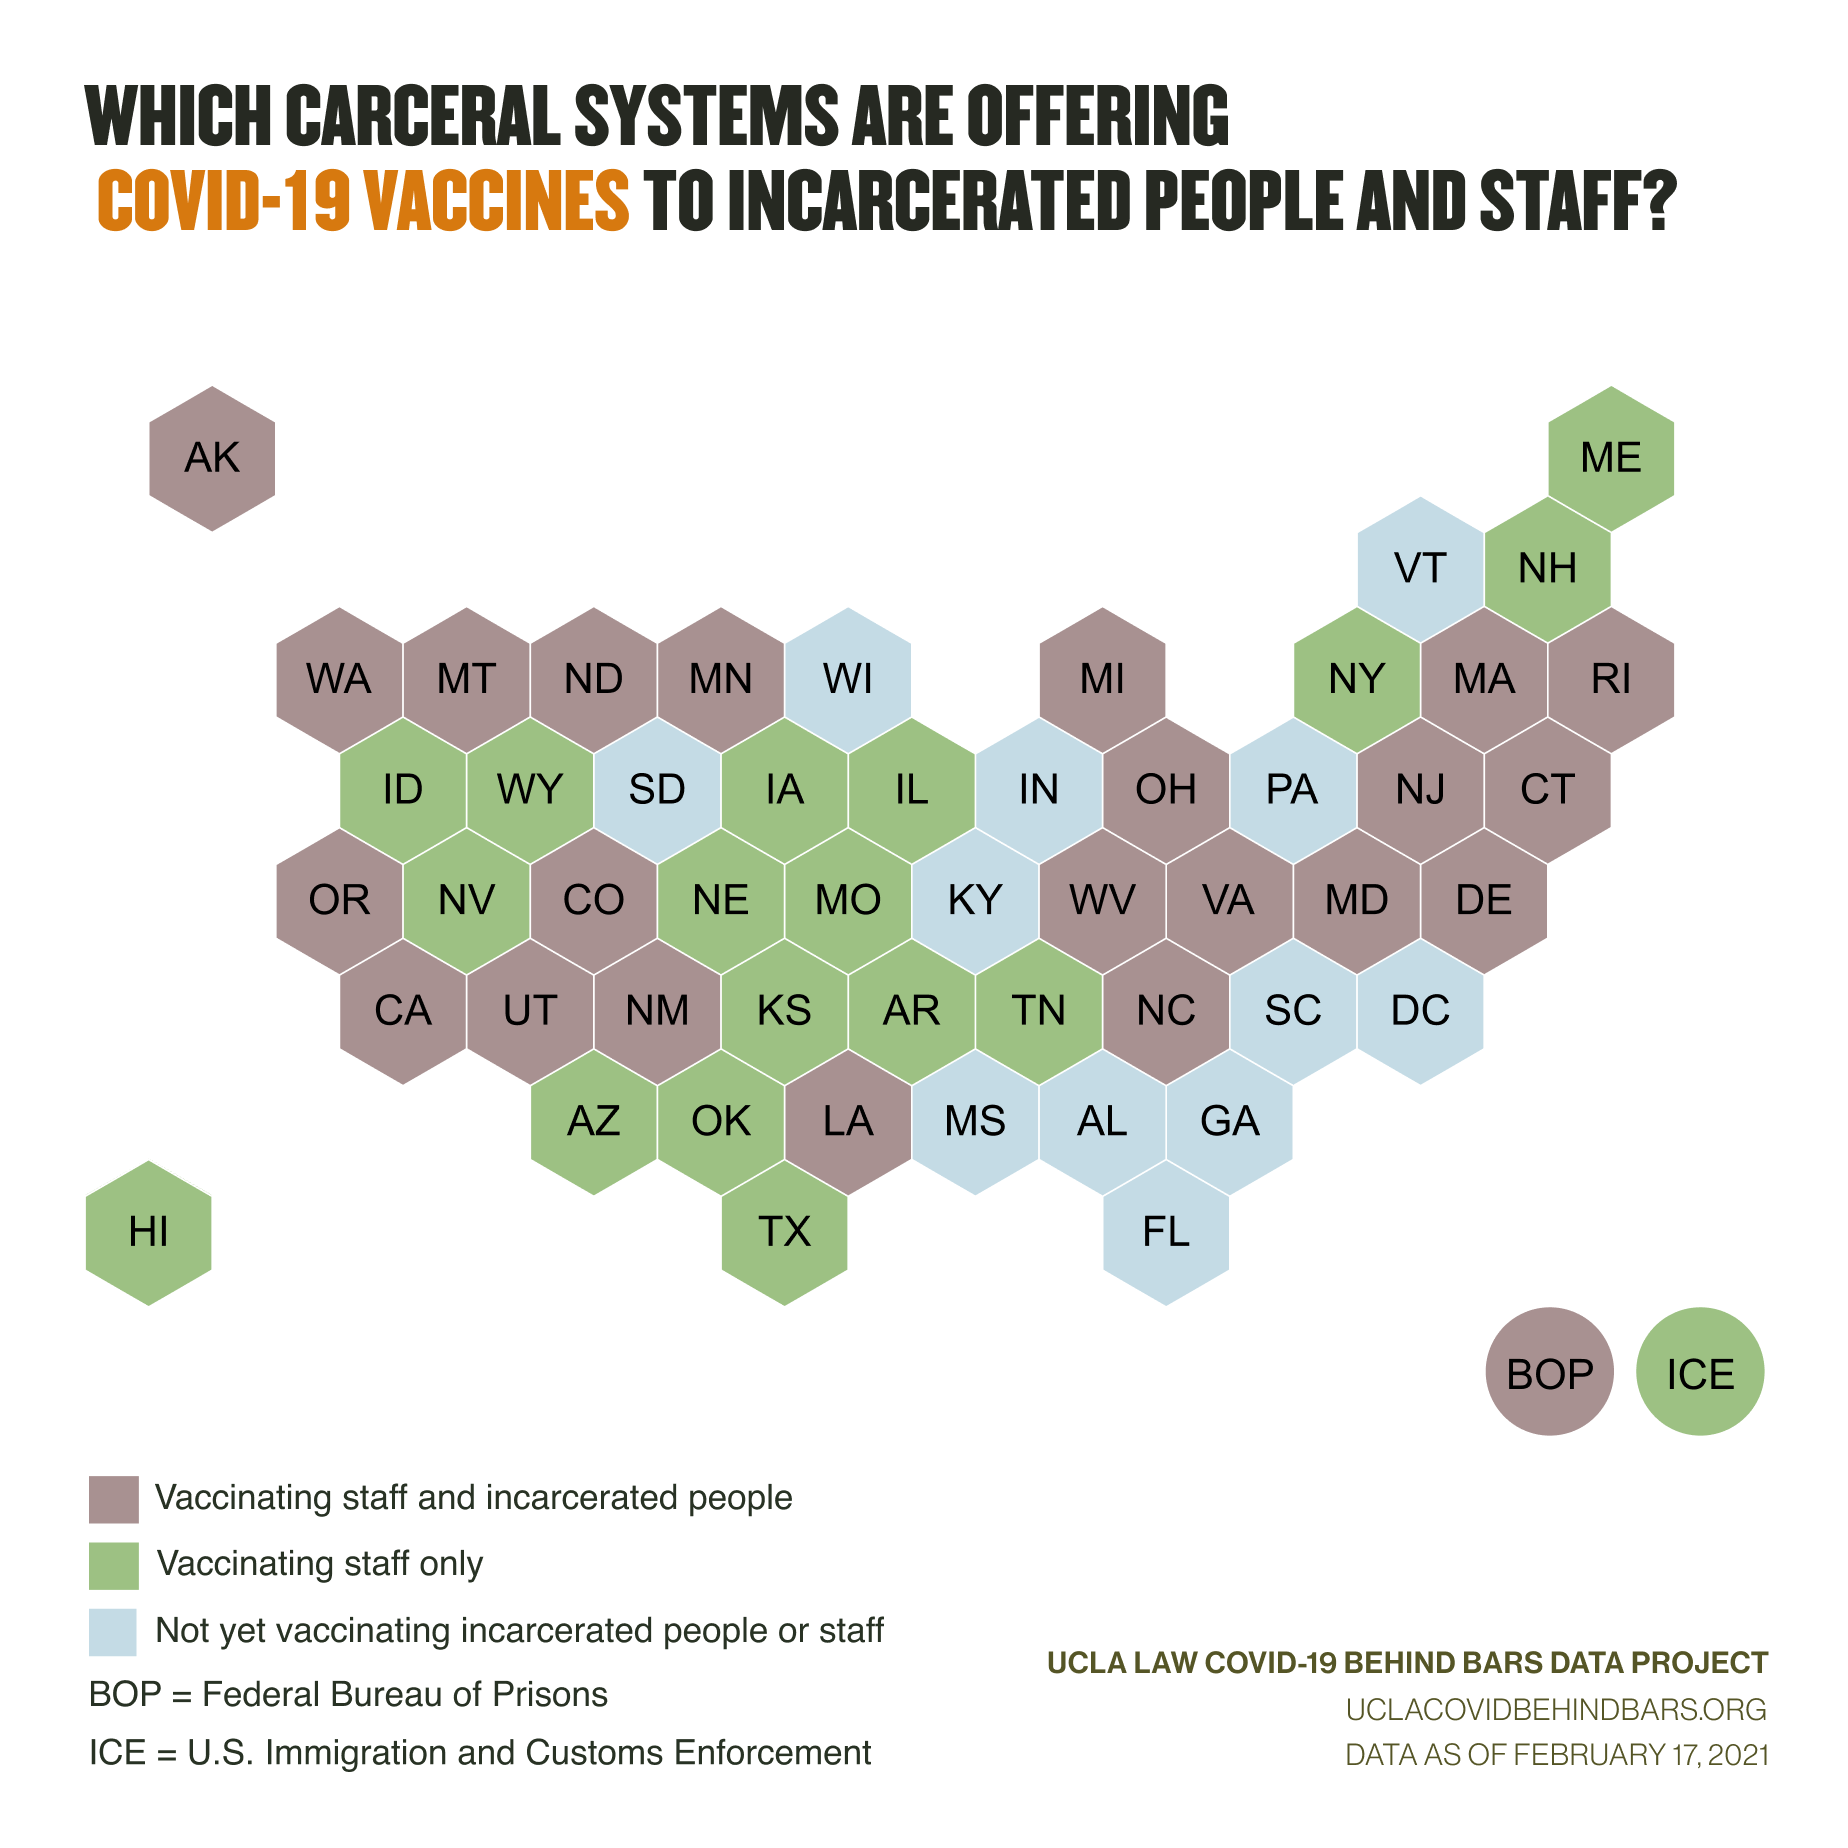 WHICH CARCERAL SYSTEMS ARE OFFERING
COVID-19 VACCINES TO INCARCERATED PEOPLE AND STAFF?
AK ME
VT NH
WA MT ND MN WI MI NY MA RI
ID WY SD IA IL IN OH PA NJ CT
OR NV CO NE MO KY WV VA MD DE
CA UT NM KS AR TN NC SC DC
AZ OK LA MS AL GA
HI TX FL
BOP ICE
Vaccinating staff and incarcerated people
Vaccinating staff only
Not yet vaccinating incarcerated people or staff
BOP = Federal Bureau of Prisons
ICE = U.S. Immigration and Customs Enforcement
UCLA LAW COVID-19 BEHIND BARS DATA PROJECT
UCLACOVIDBEHINDBARS.ORG
DATA AS OF FEBRUARY 17, 2021